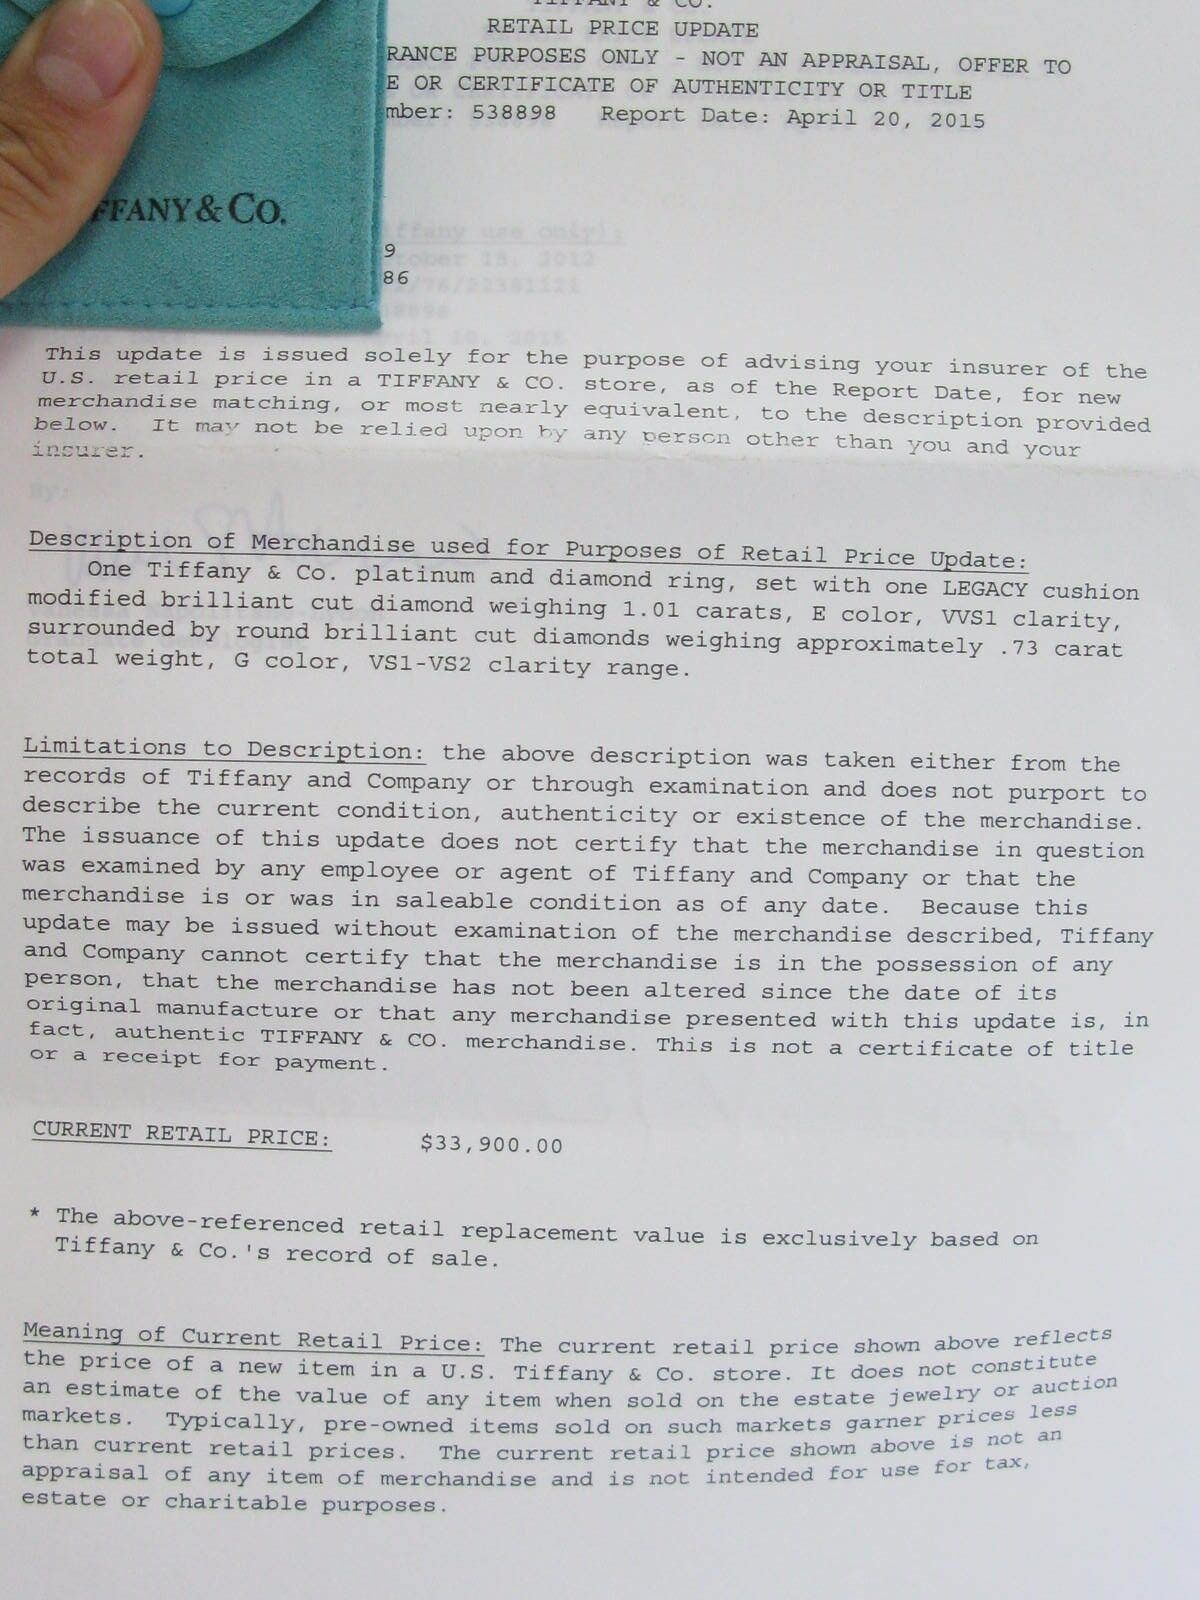 TIFFANY & CO.
RETAIL PRICE UPDATE
RANCE PURPOSES ONLY - NOT AN APPRAISAL, OFFER TO
E OR CERTIFICATE OF AUTHENTICITY OR TITLE
mber: 538898 Report Date: April 20, 2015
FFANY & CO.
9
86
This update is issued solely for the purpose of advising your insurer of the
U.S. retail price in a TIFFANY & CO. store, as of the Report Date, for new
merchandise matching, or most nearly equivalent, to the description provided
below. It may not be relied upon by any person other than you and your
insurer.
Description of Merchandise used for Purposes of Retail Price Update:
One Tiffany & Co. platinum and diamond ring, set with one LEGACY cushion
modified brilliant cut diamond weighing 1.01 carats, E color, VVS1 clarity,
surrounded by round brilliant cut diamonds weighing approximately .73 carat
total weight, G color, VS1-VS2 clarity range.
Limitations to Description: the above description was taken either from the
records of Tiffany and Company or through examination and does not purport to
describe the current condition, authenticity or existence of the merchandise.
The issuance of this update does not certify that the merchandise in question
was examined by any employee or agent of Tiffany and Company or that the
merchandise is or was in saleable condition as of any date. Because this
update may be issued without examination of the merchandise described, Tiffany
and Company cannot certify that the merchandise is in the possession of any
person, that the merchandise has not been altered since the date of its
original manufacture or that any merchandise presented with this update is, in
fact, authentic TIFFANY & CO. merchandise. This is not a certificate of title
or a receipt for payment.
CURRENT RETAIL PRICE: $33,900.00
* The above-referenced retail replacement value is exclusively based on
Tiffany & Co.'s record of sale.
Meaning of Current Retail Price: The current retail price shown above reflects
the price of a new item in a U.S. Tiffany & Co. store. It does not constitute
an estimate of the value of any item when sold on the estate jewelry or auction
markets. Typically, pre-owned items sold on such markets garner prices less
than current retail prices. The current retail price shown above is not an
appraisal of any item of merchandise and is not intended for use for tax,
estate or charitable purposes.